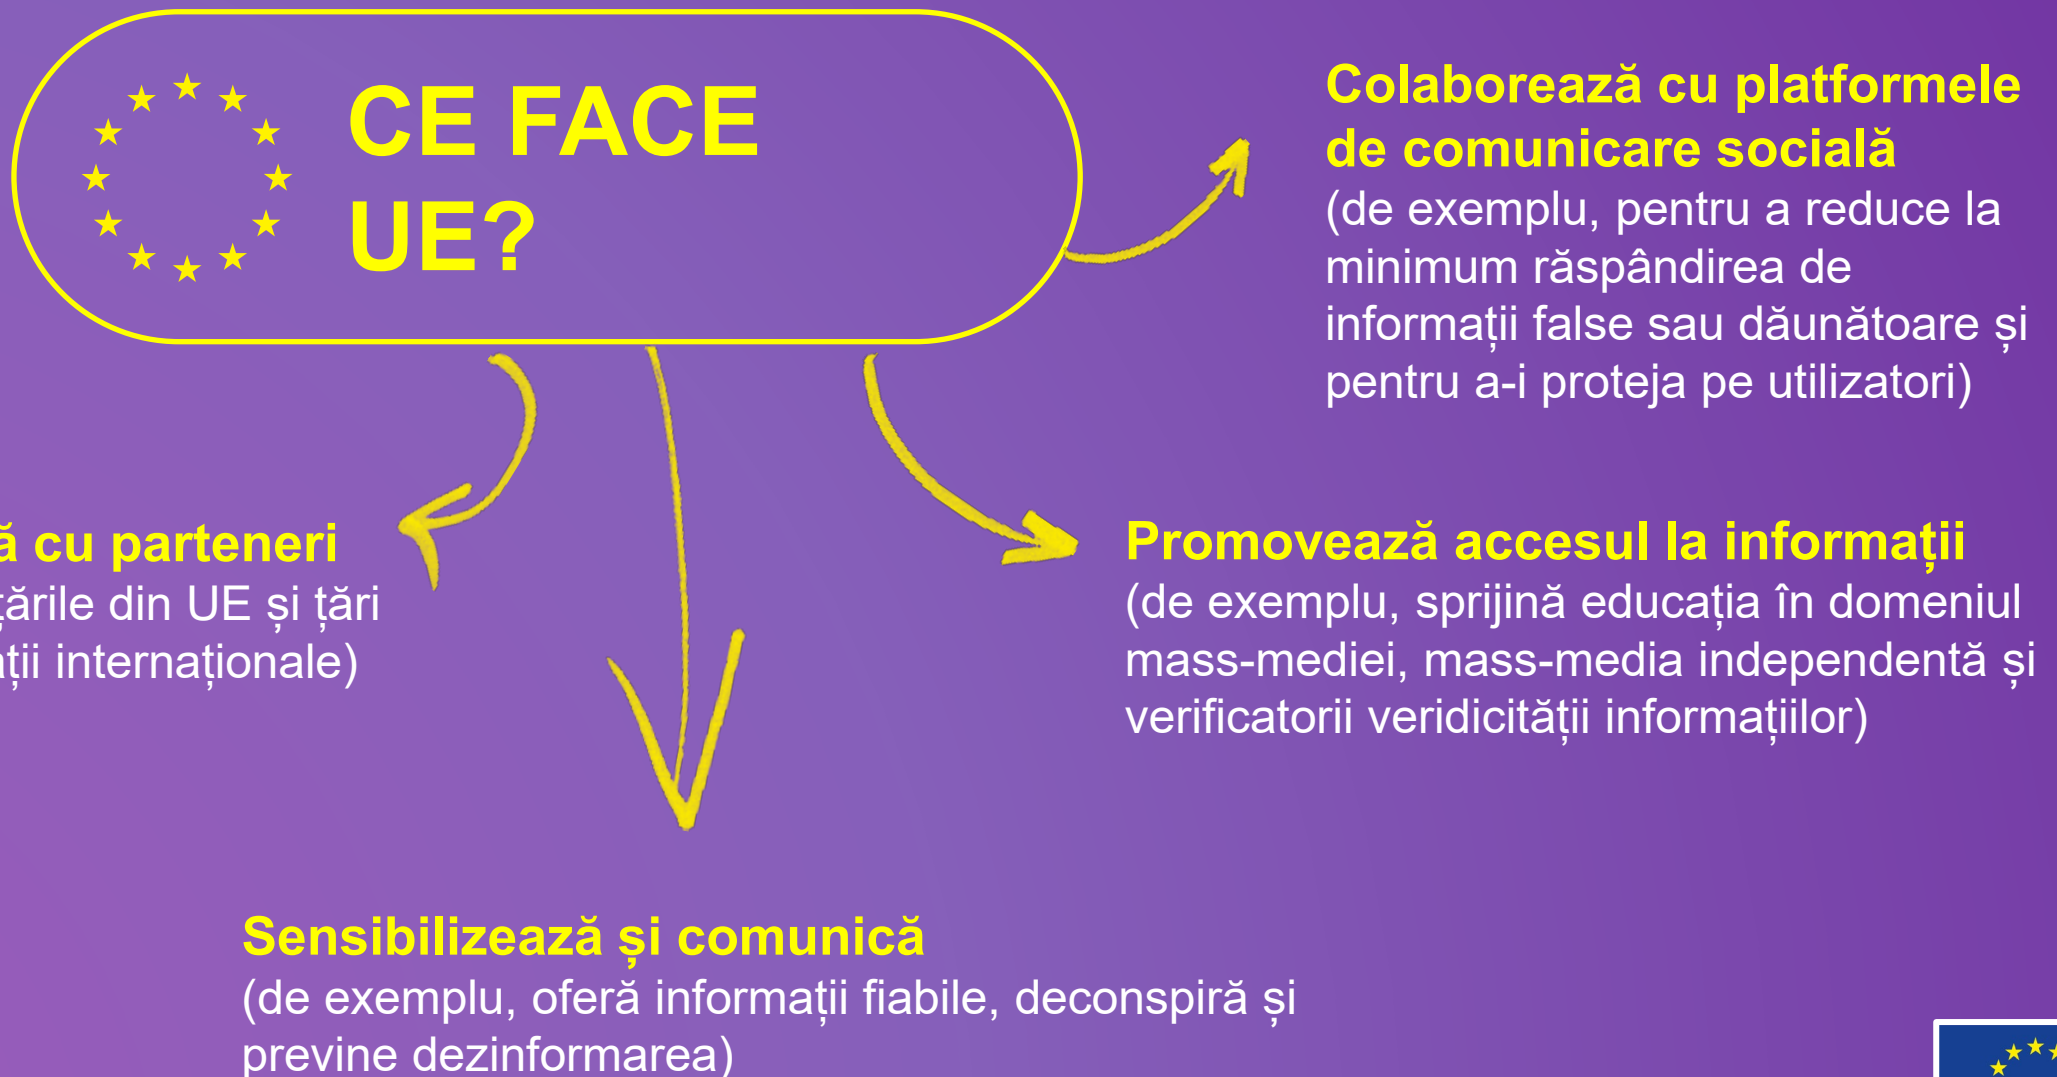 CE FACE
UE?
Colaborează cu platformele
de comunicare socială
(de exemplu, pentru a reduce la
minimum răspândirea de
informații false sau dăunătoare și
pentru a-i proteja pe utilizatori)
cu parteneri
țările din UE și țări
internaționale)
Promovează accesul la informații
(de exemplu, sprijină educația în domeniul
mass-mediei, mass-media independentă și
verificatorii veridicității informațiilor)
Sensibilizează și comunică
(de exemplu, oferă informații fiabile, deconspiră și
previne dezinformarea)